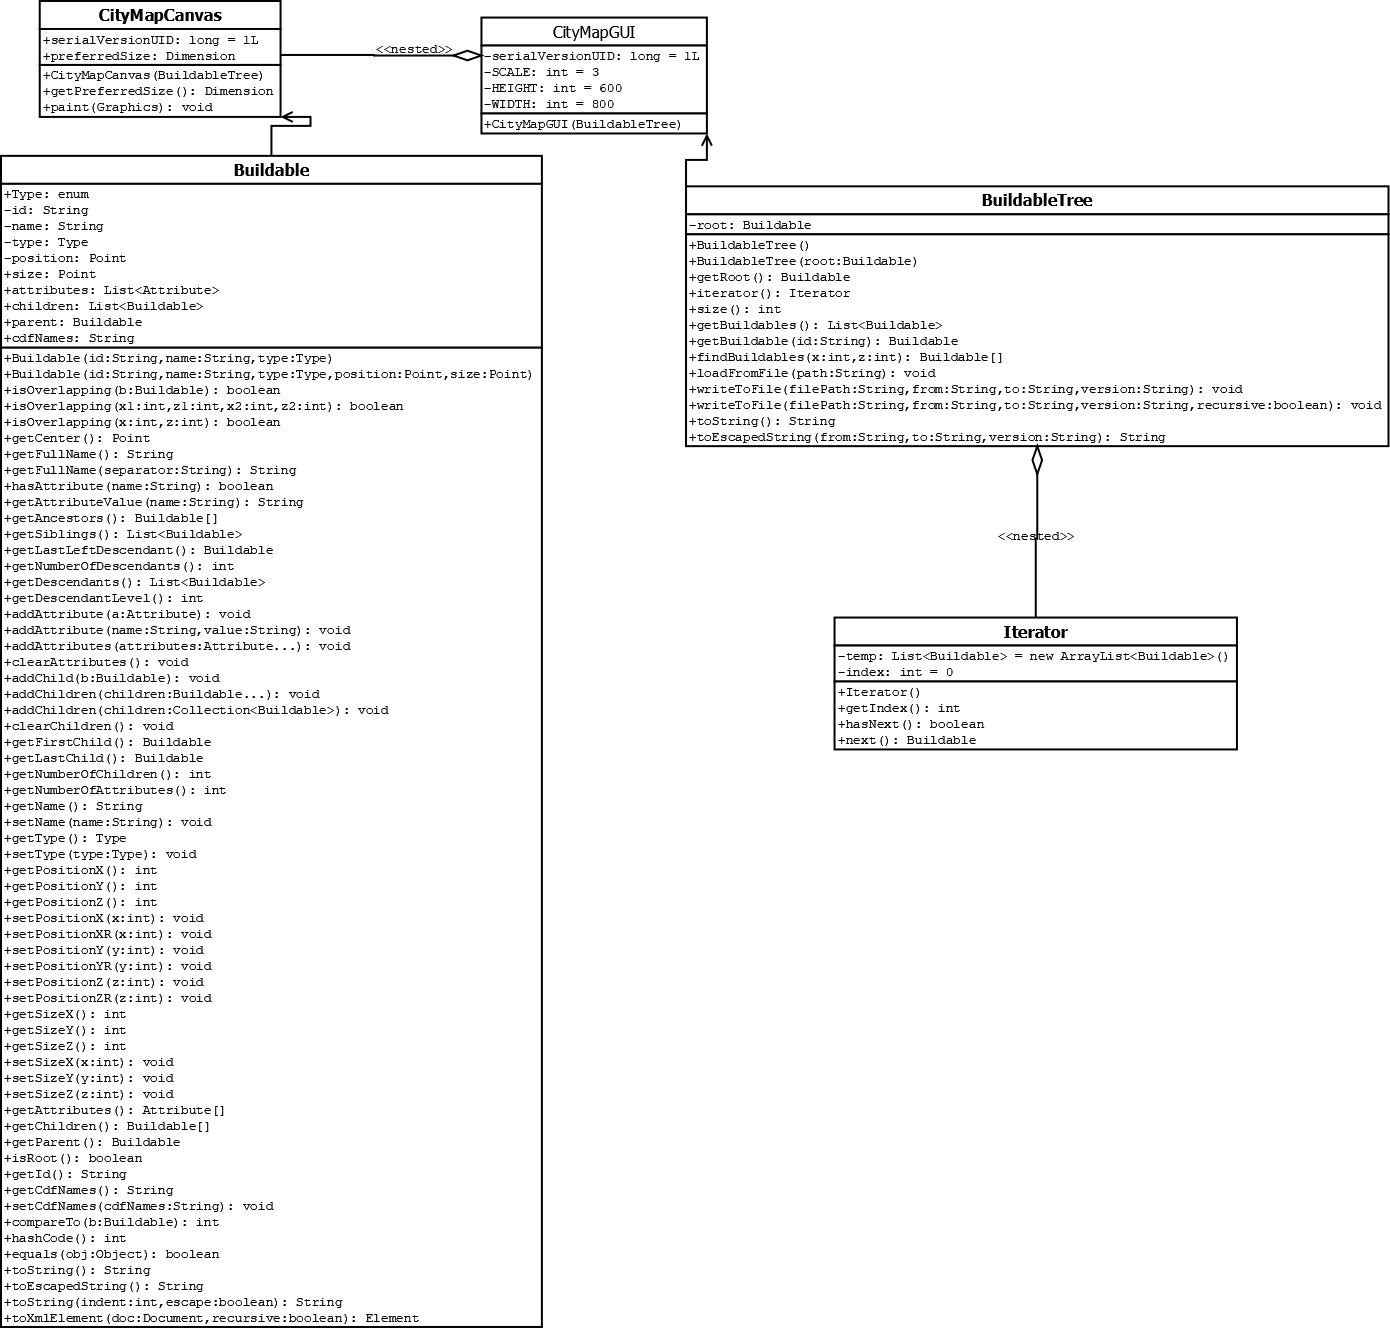 CityMapCanvas
+serialVersionUID: long = 1L
+preferredSize: Dimension
+CityMapCanvas(BuildableTree)
+getPreferredSize(): Dimension
+paint(Graphics): void
<<nested>>
CityMapGUI
-serialVersionUID: long = 1L
-SCALE: int = 3
-HEIGHT: int = 600
-WIDTH: int = 800
+CityMapGUI(BuildableTree)
Buildable
+Type: enum
-id: String
-name: String
-type: Type
-position: Point
+size: Point
+attributes: List<Attribute>
+children: List<Buildable>
+parent: Buildable
+cdfNames: String
+Buildable(id:String,name:String,type:Type)
+Buildable(id:String,name:String,type:Type,position:Point,size:Point)
+isOverlapping(b:Buildable): boolean
+isOverlapping(x1:int,z1:int,x2:int,z2:int): boolean
+isOverlapping(x:int,z:int): boolean
+getCenter(): Point
+getFullName(): String
+getFullName(separator:String): String
+hasAttribute(name:String): boolean
+getAttributeValue(name:String): String
+getAncestors(): Buildable[]
+getSiblings(): List<Buildable>
+getLastLeftDescendant(): Buildable
+getNumberOfDescendants(): int
+getDescendants(): List<Buildable>
+getDescendantLevel(): int
+addAttribute(a:Attribute): void
+addAttribute(name:String,value:String): void
+addAttributes(attributes:Attribute...): void
+clearAttributes(): void
+addChild(b:Buildable): void
+addChildren(children:Buildable...): void
+addChildren(children:Collection<Buildable>): void
+clearChildren(): void
+getFirstChild(): Buildable
+getLastChild(): Buildable
+getNumberOfChildren(): int
+getNumberOfAttributes(): int
+getName(): String
+setName(name:String): void
+getType(): Type
+setType(type:Type): void
+getPositionX(): int
+getPositionY(): int
+getPositionZ(): int
+setPositionX(x:int): void
+setPositionXR(x:int): void
+setPositionY(y:int): void
+setPositionYR(y:int): void
+setPositionZ(z:int): void
+setPositionZR(z:int): void
+getSizeX(): int
+getSizeY(): int
+getSizeZ(): int
+setSizeX(x:int): void
+setSizeY(y:int): void
+setSizeZ(z:int): void
+getAttributes(): Attribute[]
+getChildren(): Buildable[]
+getParent(): Buildable
+isRoot(): boolean
+getId(): String
+getCdfNames(): String
+setCdfNames(cdfNames:String): void
+compareTo(b:Buildable): int
+hashCode(): int
+equals(obj:Object): boolean
+toString(): String
+toEscapedString(): String
+toString(indent:int,escape:boolean): String
+toXmlElement(doc:Document,recursive:boolean): Element
BuildableTree
-root: Buildable
+BuildableTree()
+BuildableTree(root:Buildable)
+getRoot(): Buildable
+iterator(): Iterator
+size(): int
+getBuildables(): List<Buildable>
+getBuildable(id:String): Buildable
+findBuildables(x:int,z:int): Buildable[]
+loadFromFile(path:String): void
+writeToFile(filePath:String,from:String,to:String,version:String): void
+writeToFile(filePath:String,from:String,to:String,version:String,recursive:boolean): void
+toString(): String
+toEscapedString(from:String,to:String,version:String): String
<<nested>>
Iterator
-temp: List<Buildable> = new ArrayList<Buildable>()
-index: int = 0
+Iterator()
+getIndex(): int
+hasNext(): boolean
+next(): Buildable